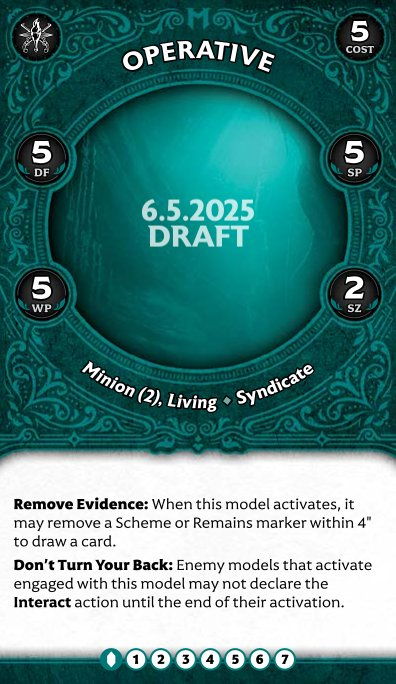 5
COST
OPERATIVE
5
DF
5
SP
6.5.2025
DRAFT
5
WP
2
SZ
Minion (2), Living ◆ Syndicate
Remove Evidence: When this model activates, it
may remove a Scheme or Remains marker within 4"
to draw a card.
Don't Turn Your Back: Enemy models that activate
engaged with this model may not declare the
Interact action until the end of their activation.
1 2 3 4 5 6 7